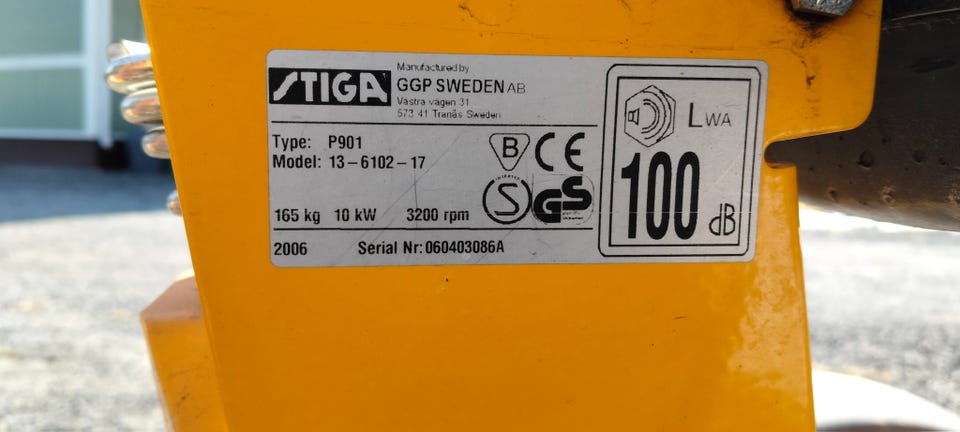 STIGA
Manufactured by
GGP SWEDEN AB
Västra vägen 31
573 41 Tranås Sweden
Type: P901
Model: 13-6102-17
B CE
S GS
165 kg 10 kW 3200 rpm
2006 Serial Nr: 060403086A
LWA
100 dB